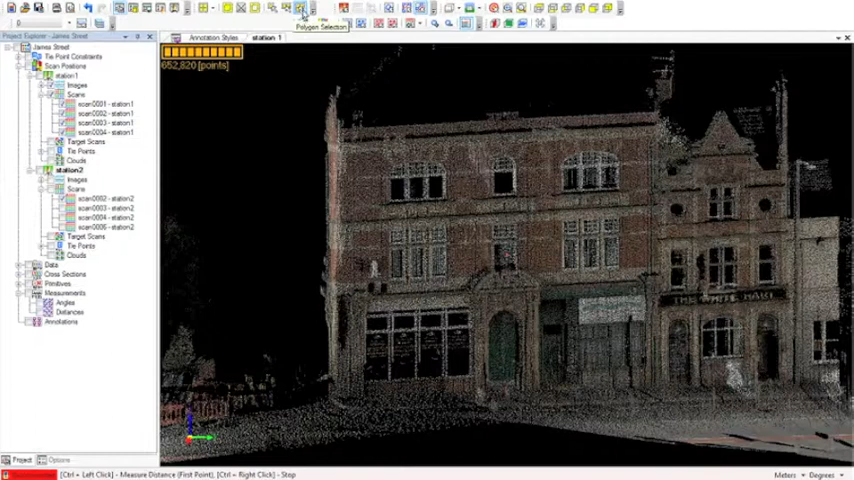 0
Polygon Selection
Project Explorer - James Street
James Street
Tie Point Constraints
Scan Positions
station1
Images
Scans
scan0001 - station1
scan0002 - station1
scan0003 - station1
scan0004 - station1
Target Scans
Tie Points
Clouds
station2
Images
Scans
scan0002 - station2
scan0003 - station2
scan0004 - station2
scan0005 - station2
Target Scans
Tie Points
Clouds
Data
Cross Sections
Primitives
Measurements
Angles
Distances
Annotations
Project
Options
Annotation Styles
station 1
652,820 [points]
THE WHITE HART
[Ctrl + Left Click] - Measure Distance (First Point), [Ctrl + Right Click] - Stop
Meters
Degrees